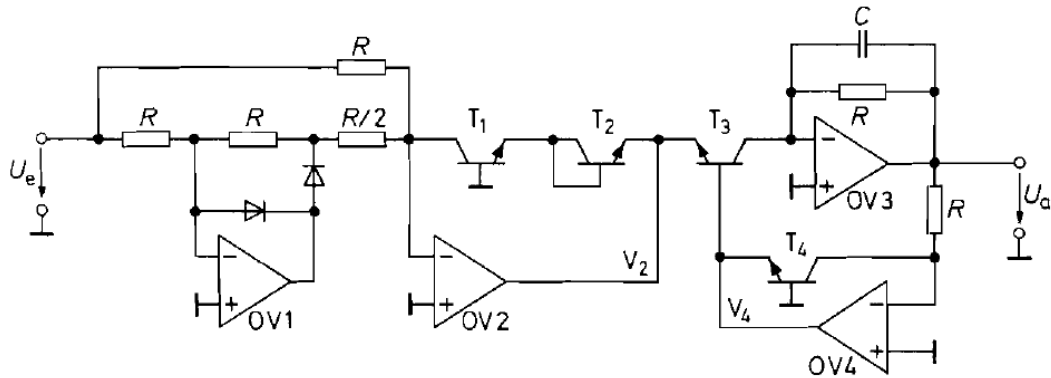 C
R
R
R
R/2
T1
T2
T3
R
Ue
−
+
OV3
Ua
R
T4
−
+
OV1
−
+
OV2
V2
V4
−
+
OV4